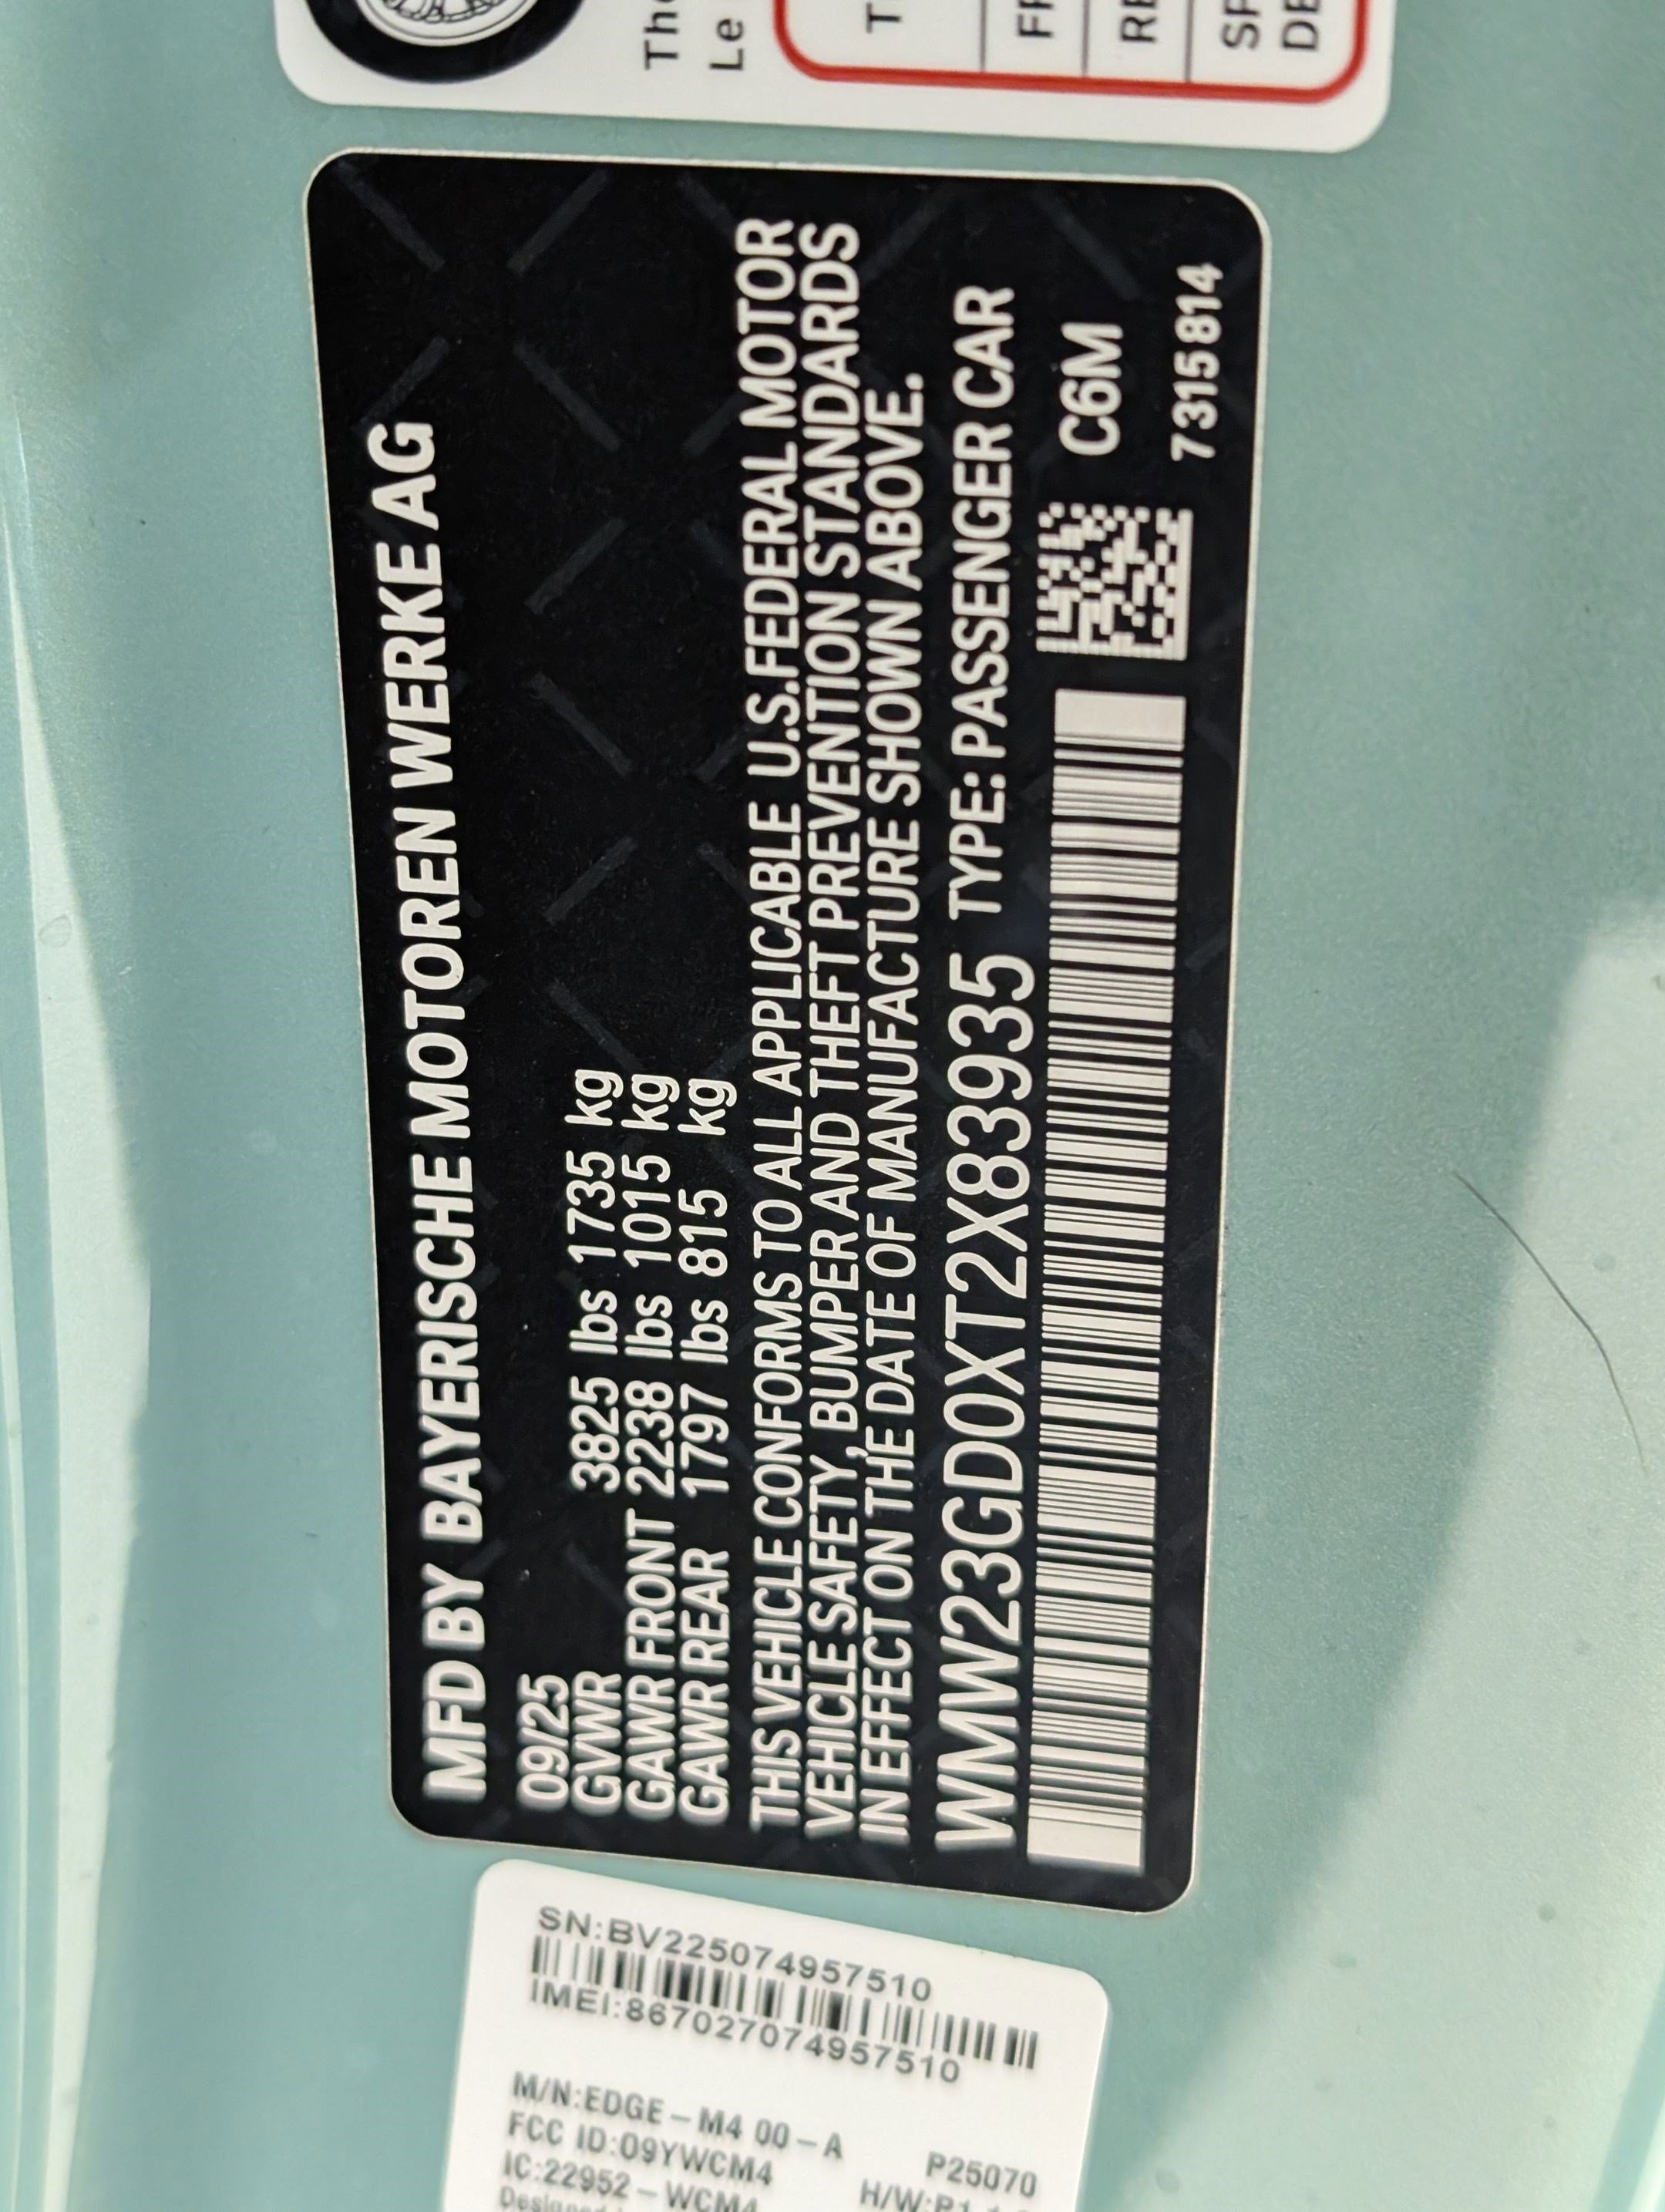 The
Le
MFD BY BAYERISCHE MOTOREN WERKE AG
09/25
GVWR 3825 lbs 1735 kg
GAWR FRONT 2238 lbs 1015 kg
GAWR REAR 1797 lbs 815 kg
THIS VEHICLE CONFORMS TO ALL APPLICABLE U.S.FEDERAL MOTOR
VEHICLE SAFETY, BUMPER AND THEFT PREVENTION STANDARDS
IN EFFECT ON THE DATE OF MANUFACTURE SHOWN ABOVE.
WMW23GD0XT2X83935 TYPE: PASSENGER CAR
C6M
7315814
SN:BV225074957510
IMEI:867027074957510
M/N:EDGE-M4 00-A
FCC ID:O9YWCM4 P25070
IC:22952-WCM4